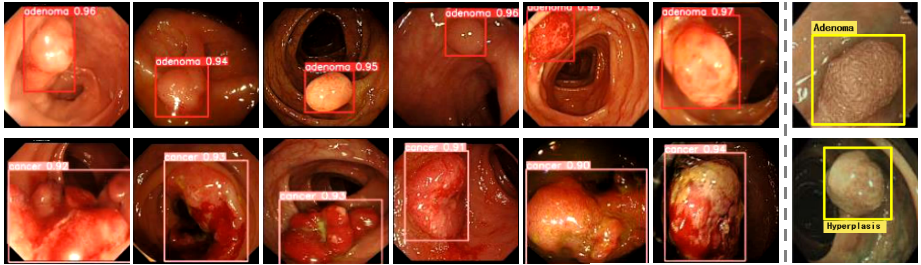 adenoma 0.96
adenoma 0.94
adenoma 0.95
adenoma 0.96
adenoma 0.95
adenoma 0.97
Adenoma
cancer 0.92
cancer 0.93
cancer 0.93
cancer 0.91
cancer 0.90
cancer 0.94
Hyperplasis